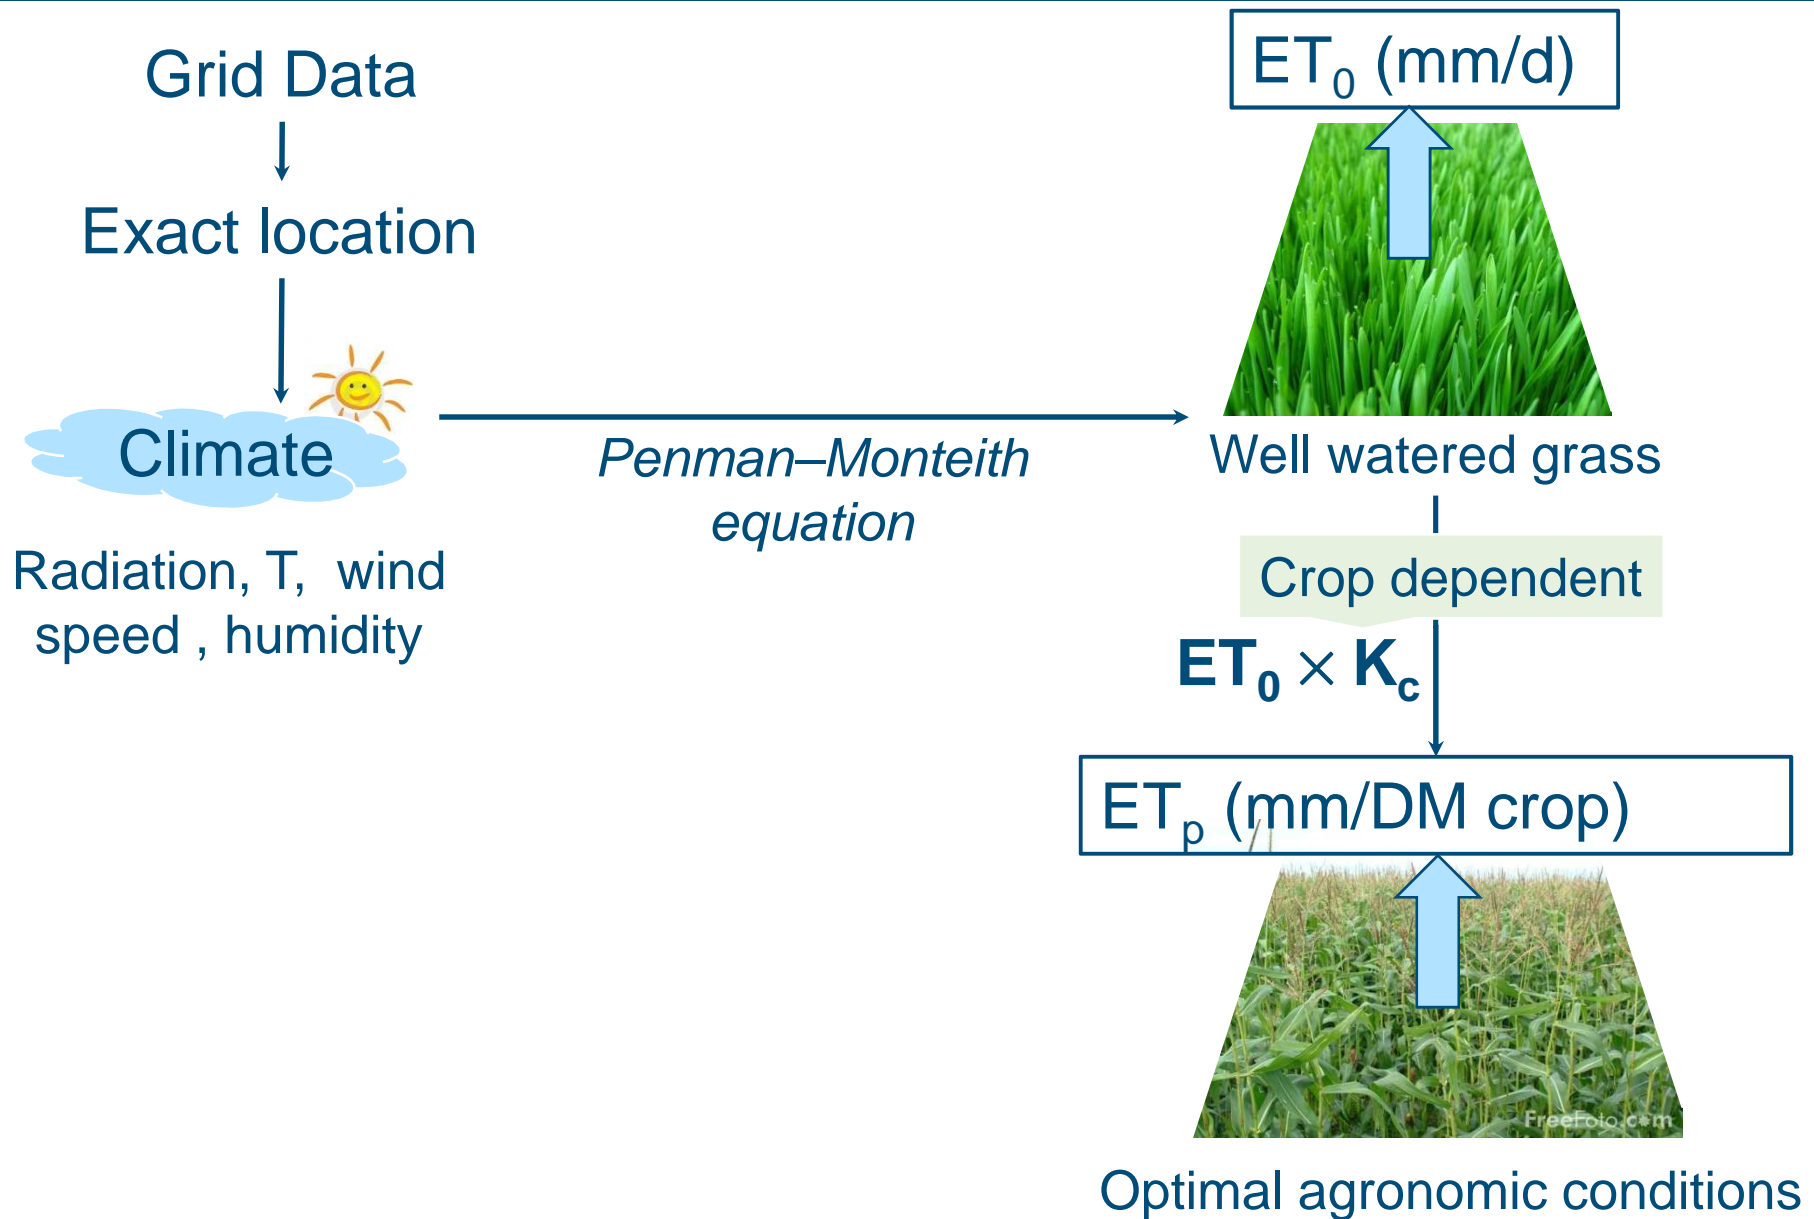 Grid Data
Exact location
Climate
Radiation, T, wind
speed , humidity
Penman–Monteith
equation
ET₀ (mm/d)
Well watered grass
Crop dependent
ET₀ × K꜀
ETₚ (mm/DM crop)
FreeFoto.com
Optimal agronomic conditions